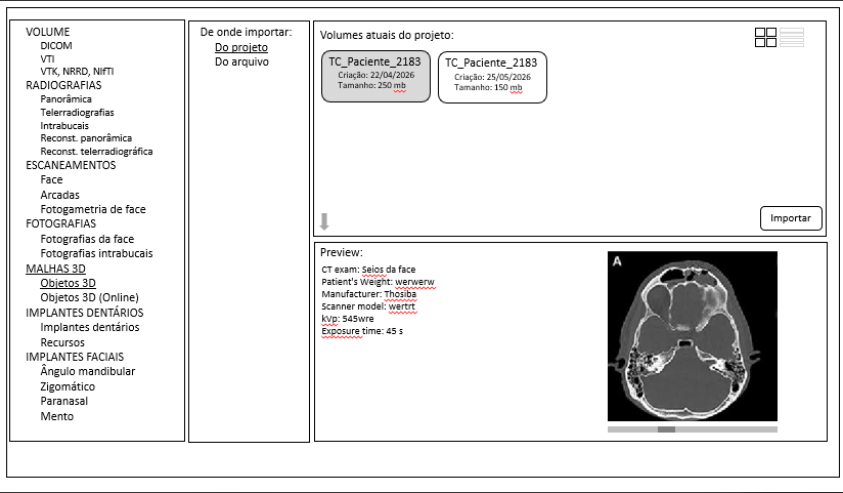 VOLUME
DICOM
VTI
VTK, NRRD, NIfTI
RADIOGRAFIAS
Panorâmica
Telerradiografias
Intrabucais
Reconst. panorâmica
Reconst. telerradiográfica
ESCANEAMENTOS
Face
Arcadas
Fotogametria de face
FOTOGRAFIAS
Fotografias da face
Fotografias intrabucais
MALHAS 3D
Objetos 3D
Objetos 3D (Online)
IMPLANTES DENTÁRIOS
Implantes dentários
Recursos
IMPLANTES FACIAIS
Ângulo mandibular
Zigomático
Paranasal
Mento
De onde importar:
Do projeto
Do arquivo
Volumes atuais do projeto:
TC_Paciente_2183
Criação: 22/04/2026
Tamanho: 250 mb
TC_Paciente_2183
Criação: 25/05/2026
Tamanho: 150 mb
Importar
Preview:
CT exam: Seios da face
Patient's Weight: werwerw
Manufacturer: Thosiba
Scanner model: wertrt
kVp: 545wre
Exposure time: 45 s
A